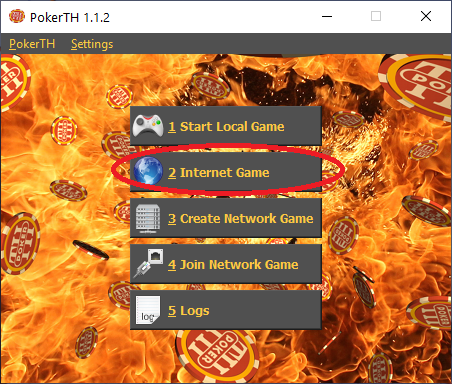 PokerTH 1.1.2
PokerTH Settings
1 Start Local Game
2 Internet Game
3 Create Network Game
4 Join Network Game
log
5 Logs